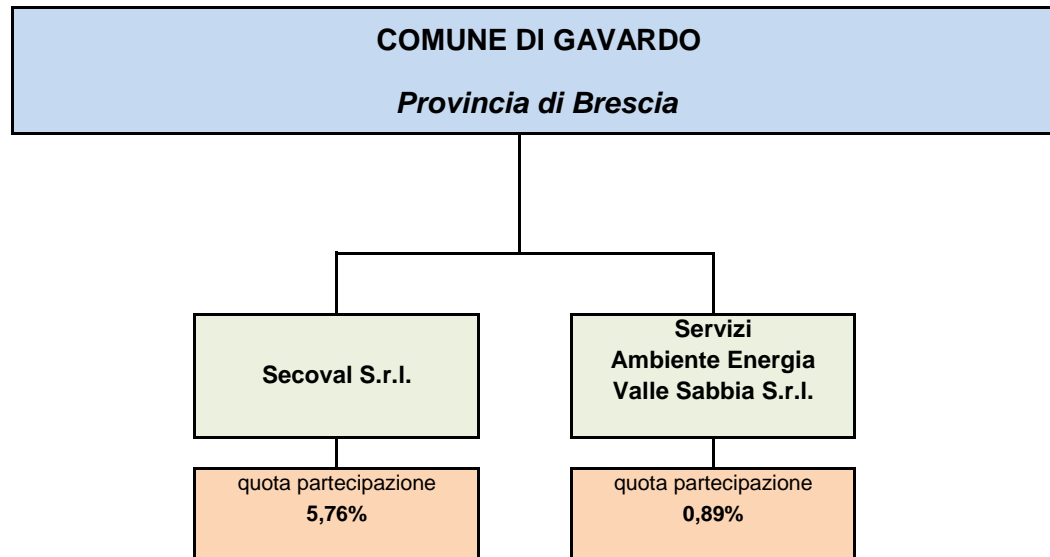 COMUNE DI GAVARDO
Provincia di Brescia
Secoval S.r.l.
Servizi
Ambiente Energia
Valle Sabbia S.r.l.
quota partecipazione
5,76%
quota partecipazione
0,89%